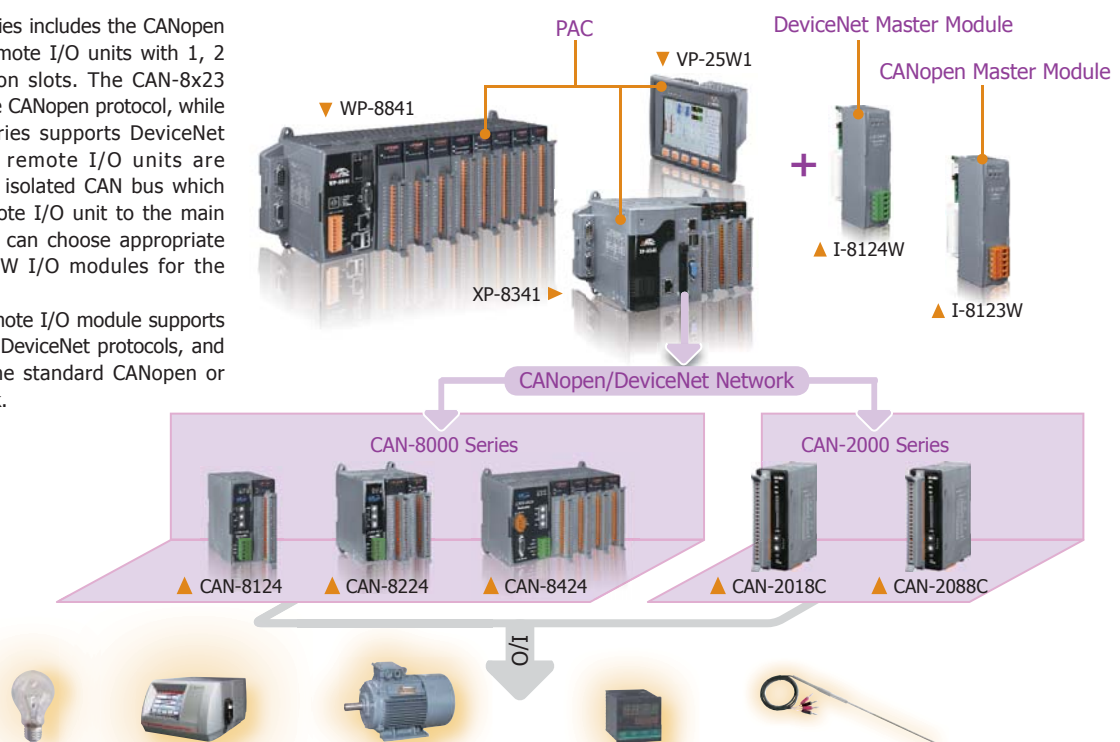 ies includes the CANopen
mote I/O units with 1, 2
on slots. The CAN-8x23
e CANopen protocol, while
ries supports DeviceNet
remote I/O units are
isolated CAN bus which
ote I/O unit to the main
can choose appropriate
W I/O modules for the
mote I/O module supports
DeviceNet protocols, and
ne standard CANopen or
PAC
DeviceNet Master Module
VP-25W1
CANopen Master Module
WP-8841
+
I-8124W
XP-8341
I-8123W
CANopen/DeviceNet Network
CAN-8000 Series
CAN-2000 Series
CAN-8124
CAN-8224
CAN-8424
CAN-2018C
CAN-2088C
I/O